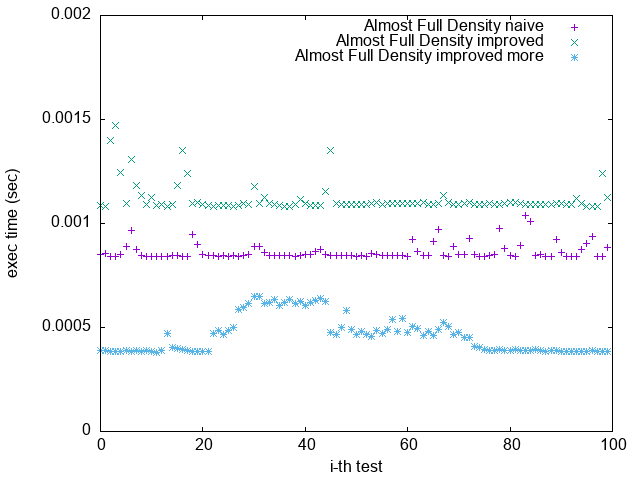 0.002
Almost Full Density naive
Almost Full Density improved
Almost Full Density improved more
0.0015
0.001
0.0005
0
exec time (sec)
0 20 40 60 80 100
i-th test